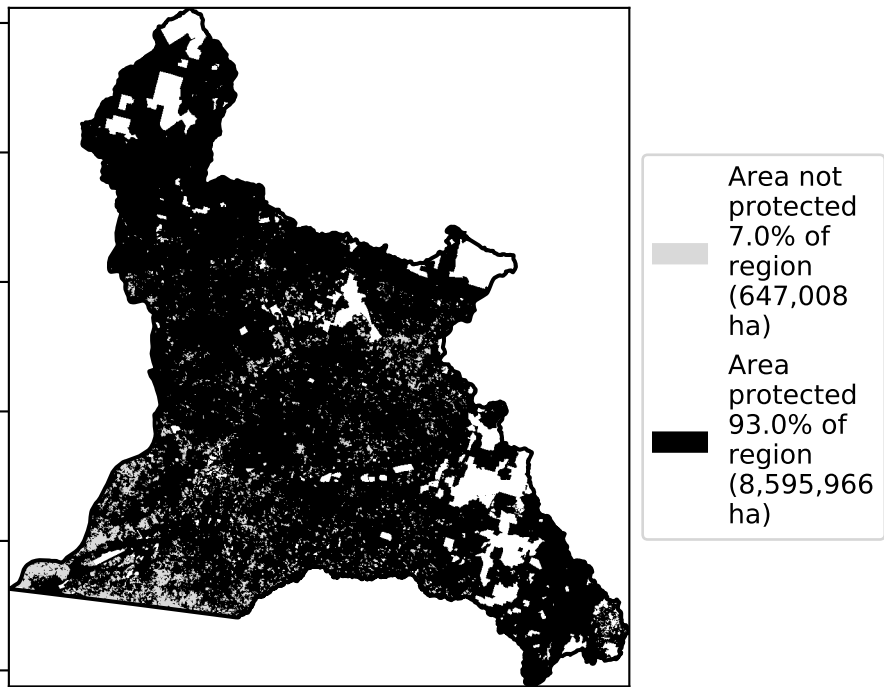 Area not
protected
7.0% of
region
(647,008
ha)
Area
protected
93.0% of
region
(8,595,966
ha)